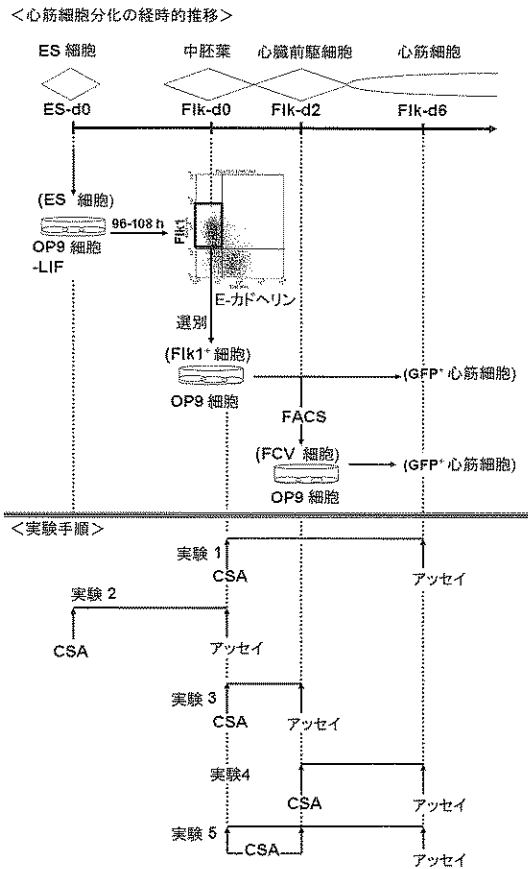 ＜心筋細胞分化の経時的推移＞
ES 細胞 中胚葉 心臓前駆細胞 心筋細胞
ES-d0 Flk-d0 Flk-d2 Flk-d6
(ES 細胞)
96-108 h
Flk1
OP9 細胞
-LIF
E-カドヘリン
選別
(Flk1⁺ 細胞)
(GFP⁺ 心筋細胞)
OP9 細胞
FACS
(FCV 細胞)
(GFP⁺ 心筋細胞)
OP9 細胞
＜実験手順＞
実験 1
CSA アッセイ
実験 2
CSA アッセイ
実験 3
CSA アッセイ
実験4
CSA アッセイ
実験 5
CSA
アッセイ